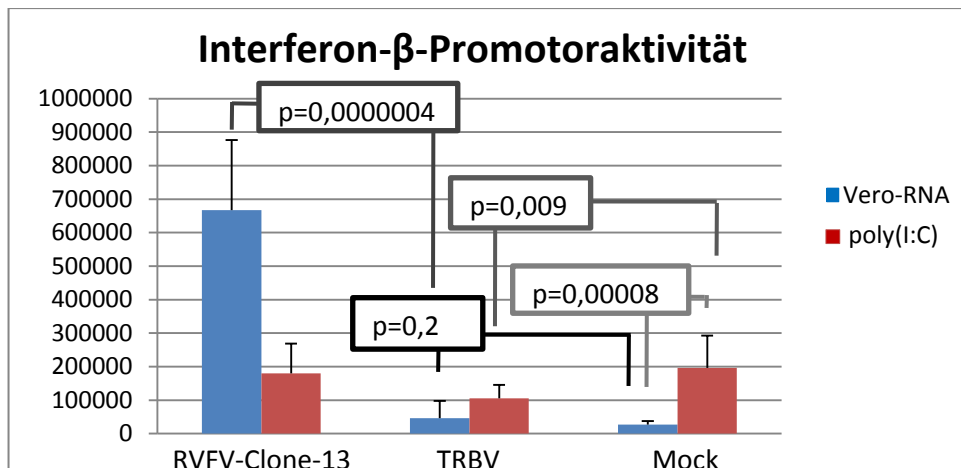 Interferon-β-Promotoraktivität
1000000
900000
800000
700000
600000
500000
400000
300000
200000
100000
0
p=0,0000004
p=0,009
p=0,00008
p=0,2
Vero-RNA
poly(I:C)
RVFV-Clone-13 TRBV Mock